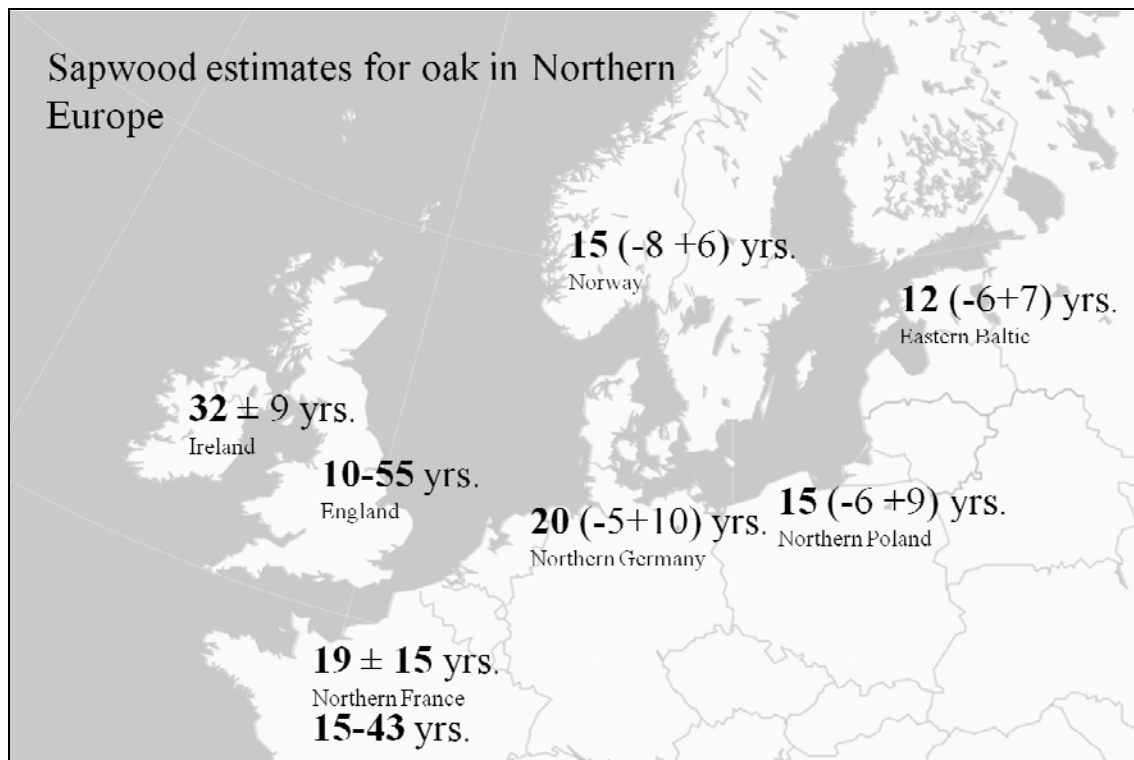 Sapwood estimates for oak in Northern
Europe
15 (-8 +6) yrs.
Norway
12 (-6+7) yrs.
Eastern Baltic
32 ± 9 yrs.
Ireland
10-55 yrs.
England
20 (-5+10) yrs.
Northern Germany
15 (-6 +9) yrs.
Northern Poland
19 ± 15 yrs.
Northern France
15-43 yrs.